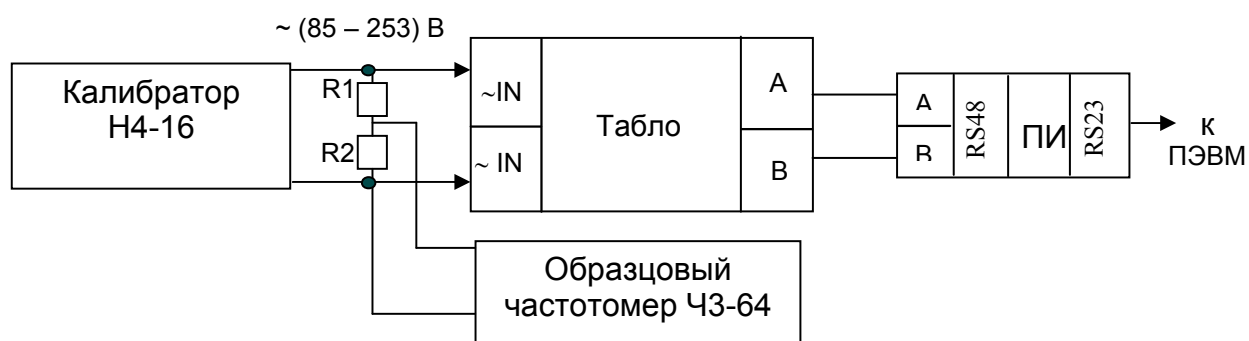 ~ (85 – 253) В
Калибратор
Н4-16
R1
R2
~IN
~ IN
Табло
А
В
А
В
RS48
ПИ
RS23
к
ПЭВМ
Образцовый
частотомер Ч3-64